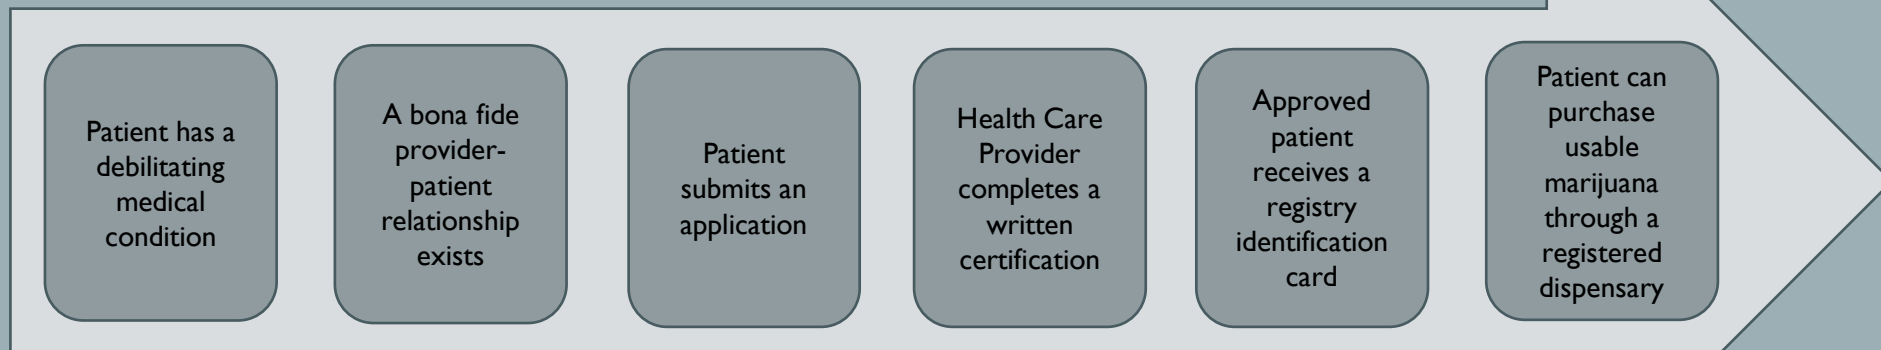 Patient has a
debilitating
medical
condition
A bona fide
provider-
patient
relationship
exists
Patient
submits an
application
Health Care
Provider
completes a
written
certification
Approved
patient
receives a
registry
identification
card
Patient can
purchase
usable
marijuana
through a
registered
dispensary